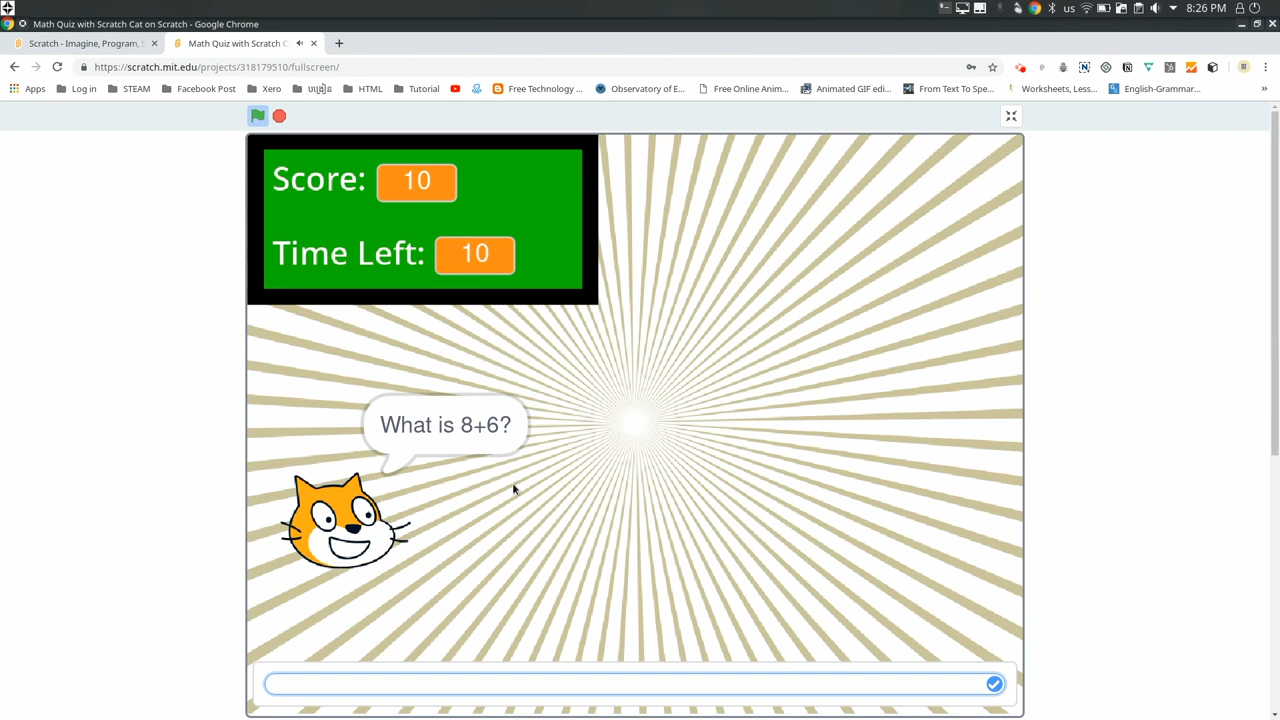 us
8:26 PM
Math Quiz with Scratch Cat on Scratch - Google Chrome
Scratch - Imagine, Program, S
Math Quiz with Scratch C
https://scratch.mit.edu/projects/318179510/fullscreen/
Apps
Log in
STEAM
Facebook Post
Xero
HTML
Tutorial
Free Technology ...
Observatory of E...
Free Online Anim...
Animated GIF edi...
From Text To Spe...
Worksheets, Less...
English-Grammar...
»
Score: 10
Time Left: 10
What is 8+6?